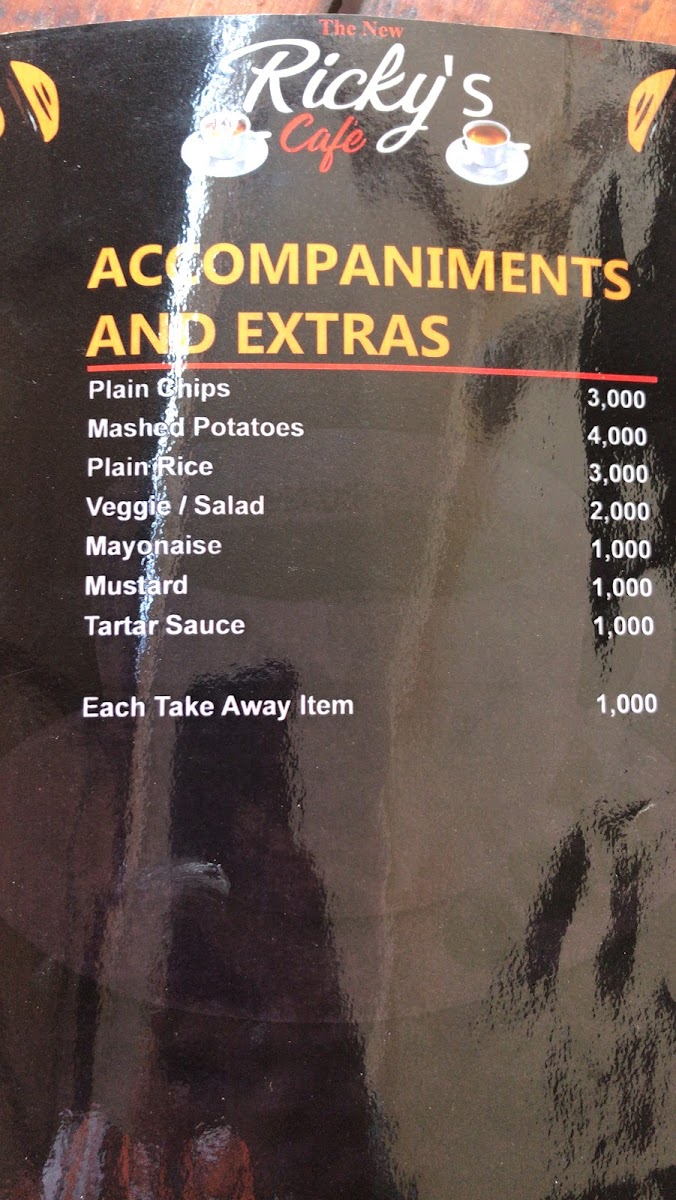 The New
Ricky's
Cafe
ACCOMPANIMENTS
AND EXTRAS
Plain Chips 3,000
Mashed Potatoes 4,000
Plain Rice 3,000
Veggie / Salad 2,000
Mayonaise 1,000
Mustard 1,000
Tartar Sauce 1,000
Each Take Away Item 1,000